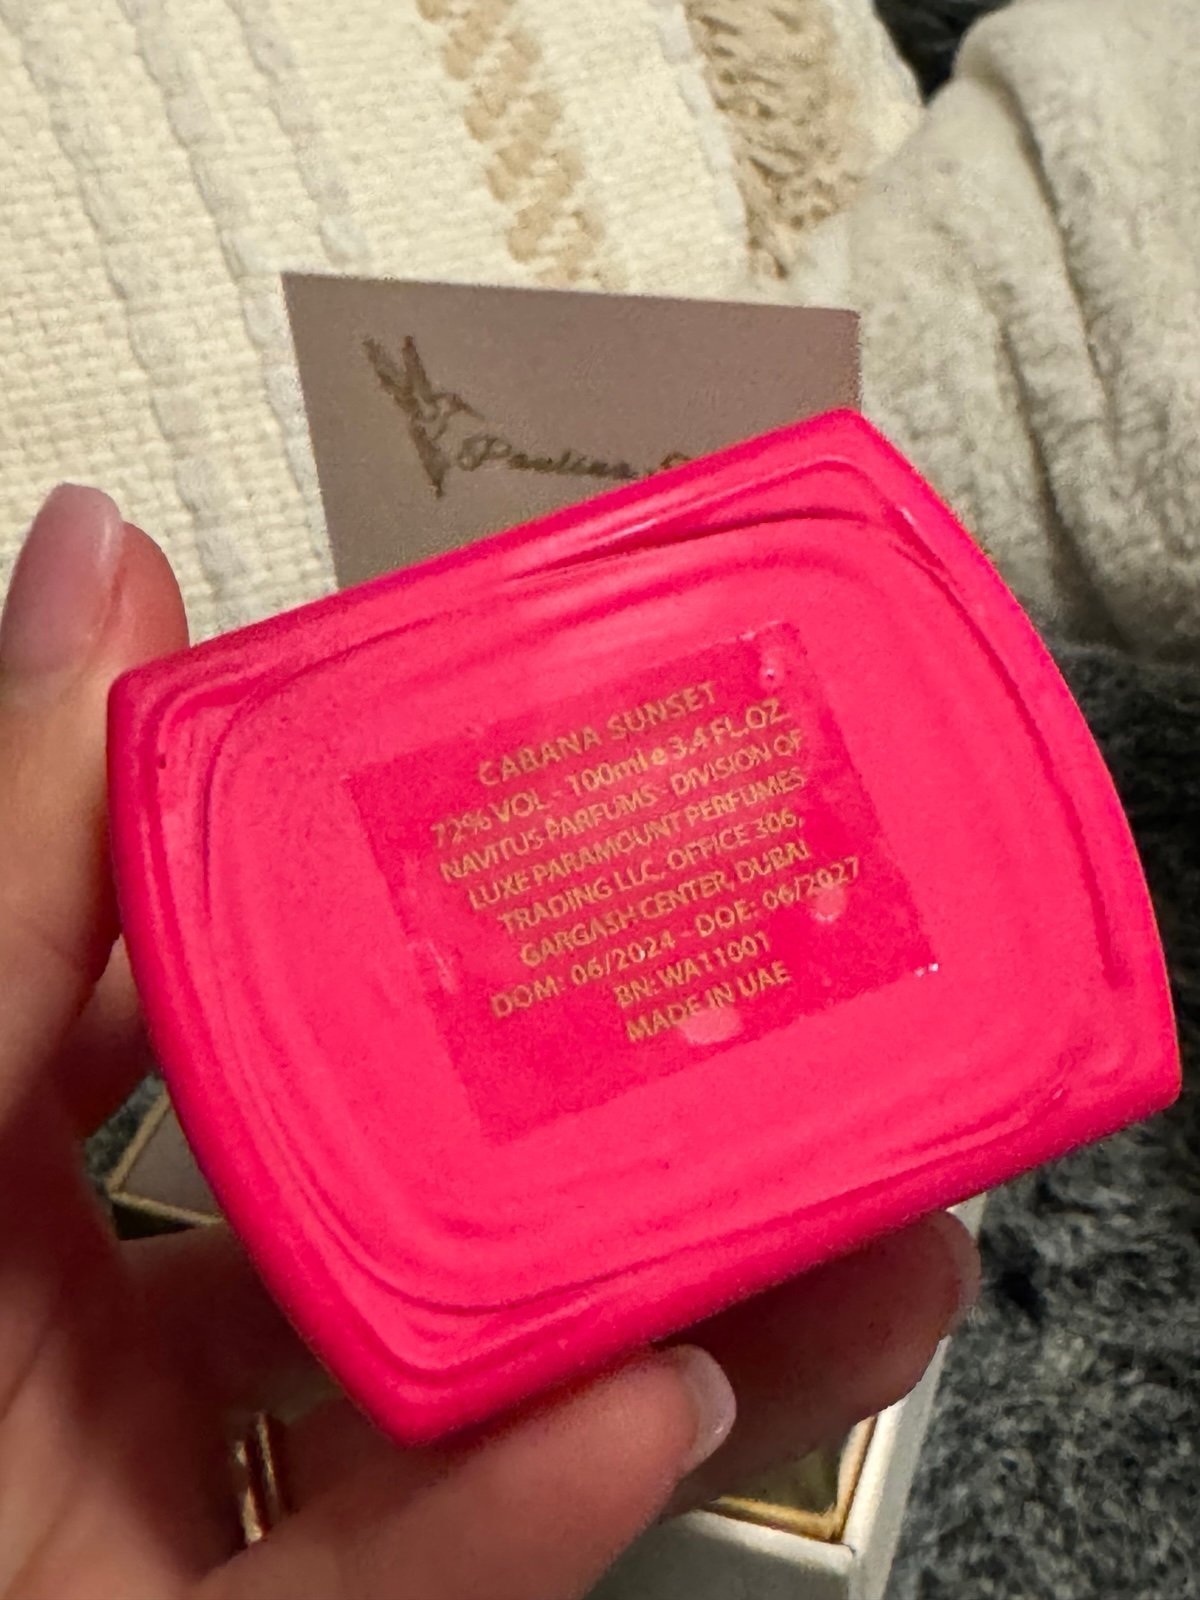 Paulina
CABANA SUNSET
72% VOL - 100ml e 3.4 FL.OZ.
NAVITUS PARFUMS - DIVISION OF
LUXE PARAMOUNT PERFUMES
TRADING LLC, OFFICE 306,
GARGASH CENTER, DUBAI
DOM: 06/2024 - DOE: 06/2027
BN: WA11001
MADE IN UAE